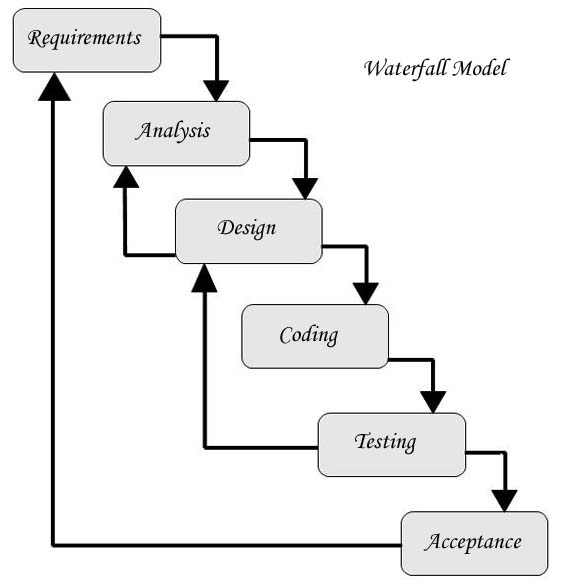 Requirements
Waterfall Model
Analysis
Design
Coding
Testing
Acceptance